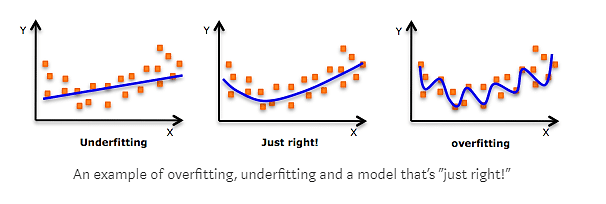 Y
X
Underfitting
Y
X
Just right!
Y
X
overfitting
An example of overfitting, underfitting and a model that's "just right!"